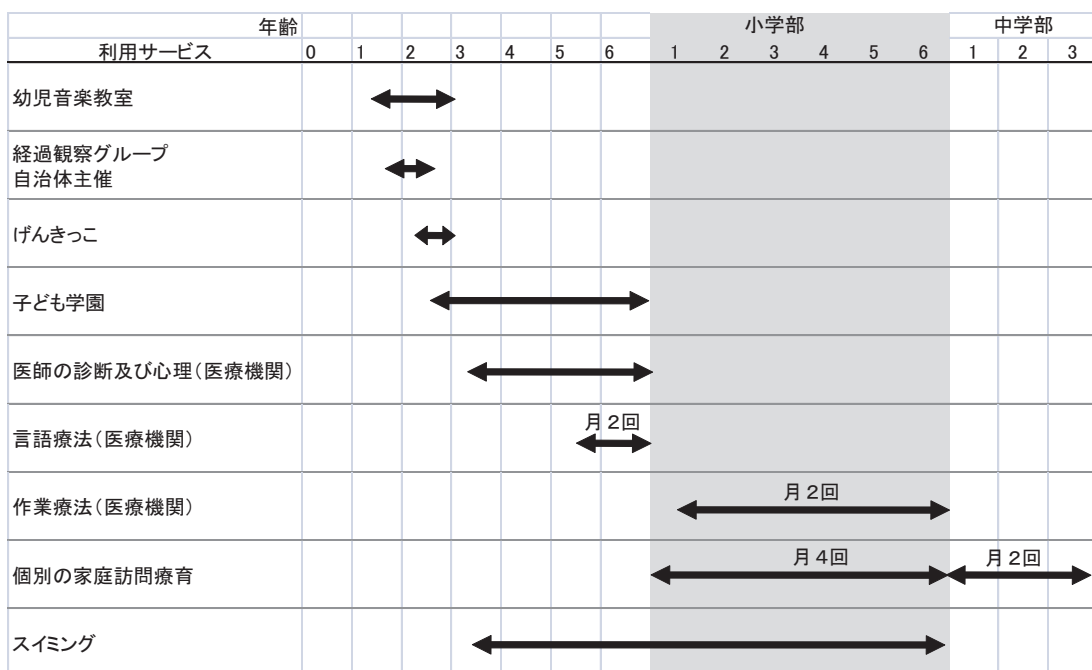 年齢 小学部 中学部
利用サービス 0 1 2 3 4 5 6 1 2 3 4 5 6 1 2 3
幼児音楽教室
経過観察グループ
自治体主催
げんきっこ
子ども学園
医師の診断及び心理(医療機関)
月2回
言語療法(医療機関)
月2回
作業療法(医療機関)
月4回 月2回
個別の家庭訪問療育
スイミング